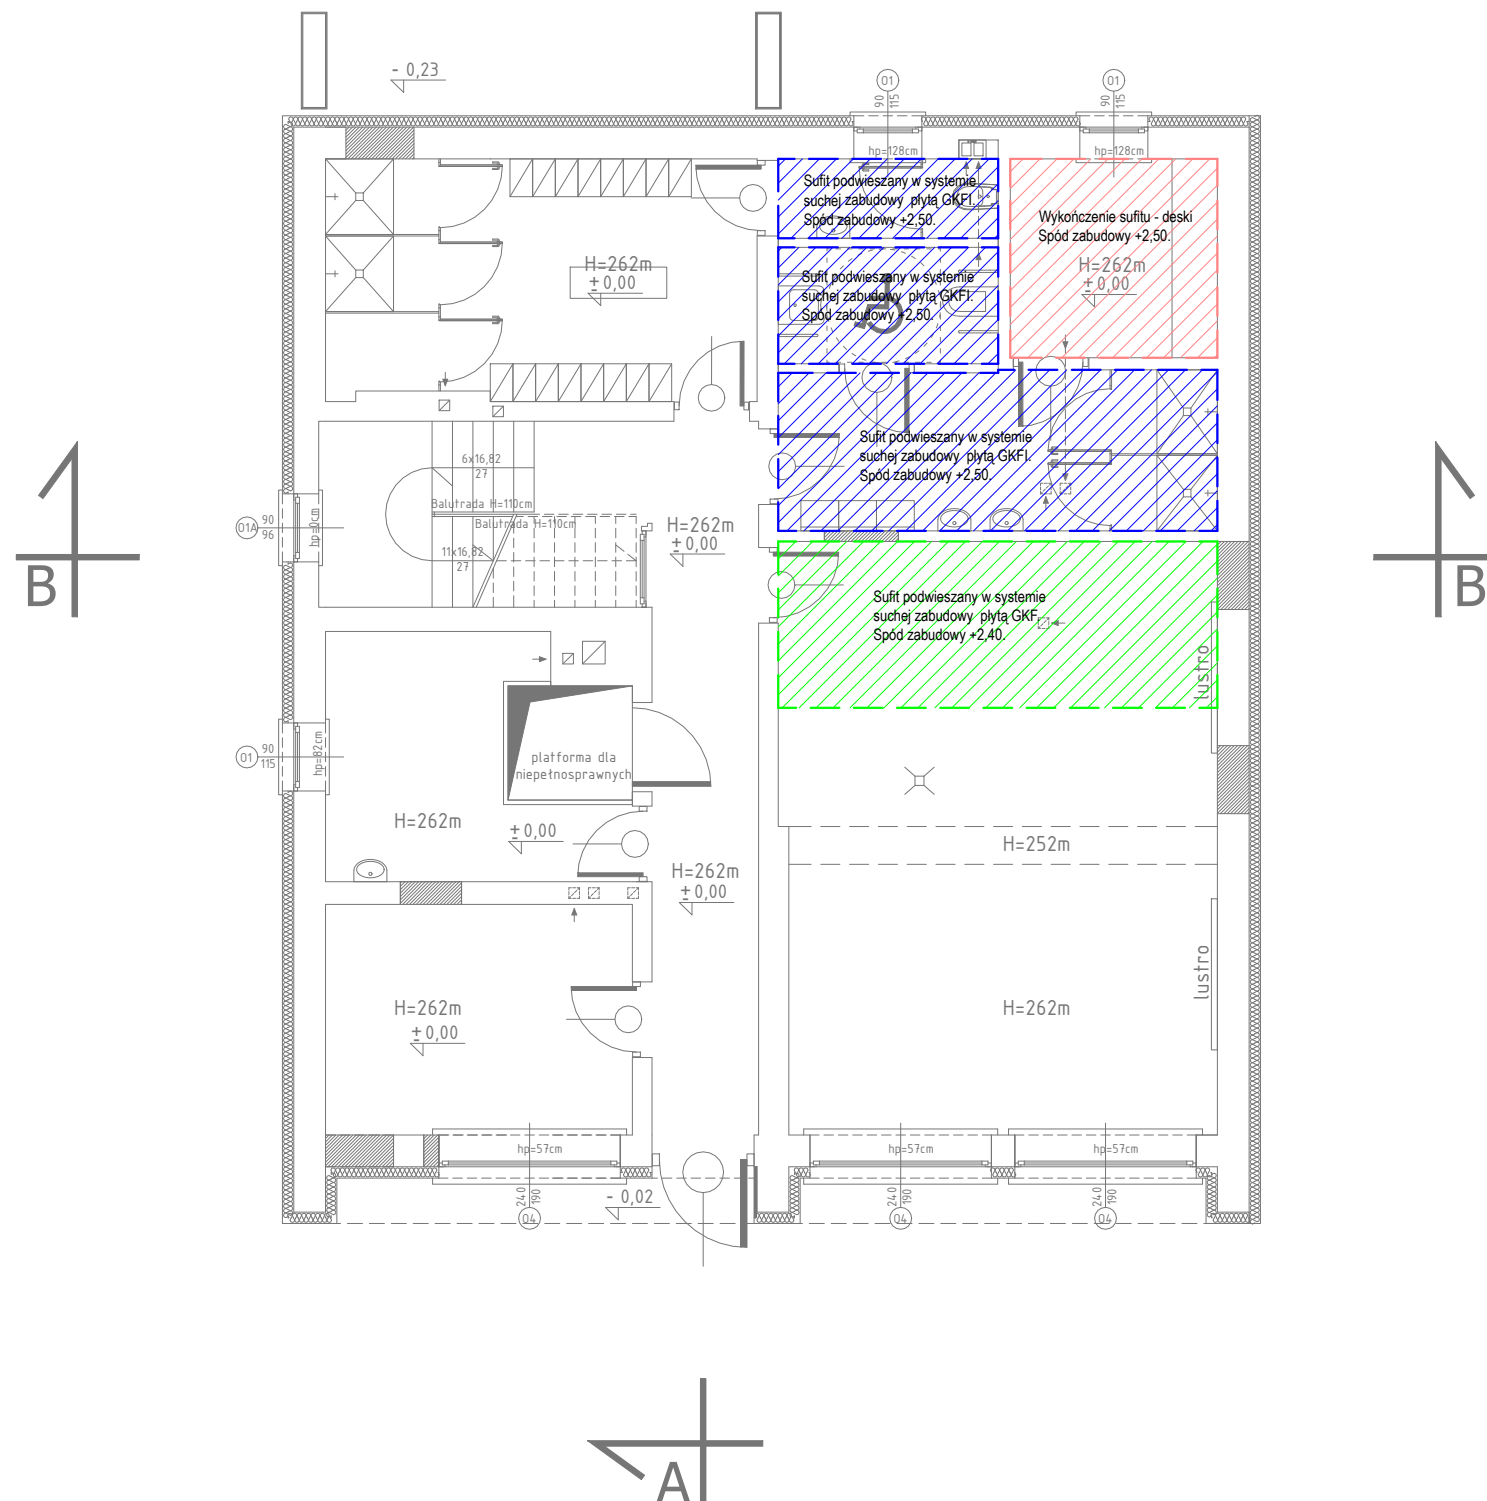 - 0,23
01
90
115
01
90
115
hp=128cm
hp=128cm
Sufit podwieszany w systemie
suchej zabudowy płytą GKFI.
Spód zabudowy +2,50.
Wykończenie sufitu - deski
Spód zabudowy +2,50.
H=262m
±0,00
H=262m
±0,00
Sufit podwieszany w systemie
suchej zabudowy płytą GKFI.
Spód zabudowy +2,50.
Sufit podwieszany w systemie
suchej zabudowy płytą GKFI.
Spód zabudowy +2,50.
6x16,82
27
Balutrada H=110cm
Balutrada H=110cm
11x16,82
27
01A
90
96
hp=0cm
H=262m
±0,00
B
B
Sufit podwieszany w systemie
suchej zabudowy płytą GKF.
Spód zabudowy +2,40.
lustro
01
90
115
hp=82cm
platforma dla
niepełnosprawnych
H=262m
±0,00
H=252m
H=262m
±0,00
lustro
H=262m
±0,00
H=262m
hp=57cm
hp=57cm
hp=57cm
240
190
04
- 0,02
240
190
04
240
190
04
A